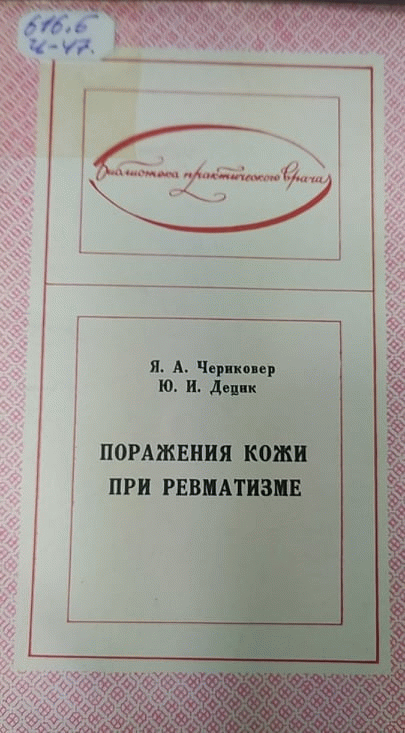 616.6
Ч-47.
Библиотека практического врача
Я. А. Чериковер
Ю. И. Децик
ПОРАЖЕНИЯ КОЖИ
ПРИ РЕВМАТИЗМЕ